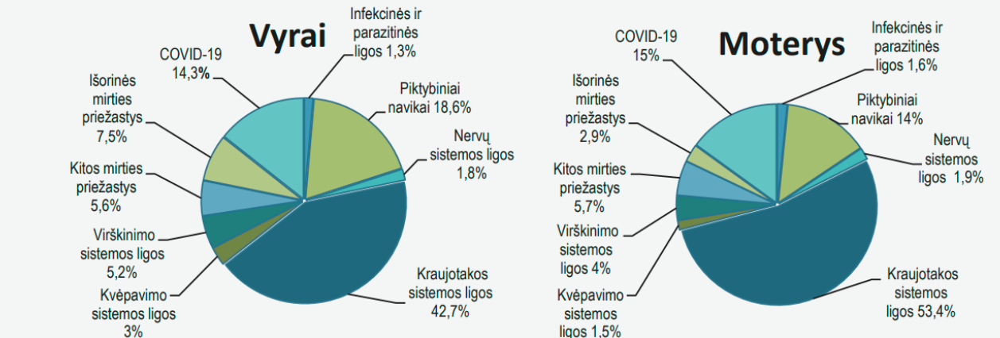 Vyrai
Infekcinės ir
parazitinės
ligos 1,3%
Piktybiniai
navikai 18,6%
Nervų
sistemos ligos
1,8%
Kraujotakos
sistemos ligos
42,7%
Kvėpavimo
sistemos ligos
3%
Virškinimo
sistemos ligos
5,2%
Kitos mirties
priežastys
5,6%
Išorinės
mirties
priežastys
7,5%
COVID-19
14,3%
Moterys
Infekcinės ir
parazitinės
ligos 1,6%
Piktybiniai
navikai 14%
Nervų
sistemos
ligos 1,9%
Kraujotakos
sistemos
ligos 53,4%
Kvėpavimo
sistemos
ligos 1,5%
Virškinimo
sistemos
ligos 4%
Kitos mirties
priežastys
5,7%
Išorinės
mirties
priežastys
2,9%
COVID-19
15%